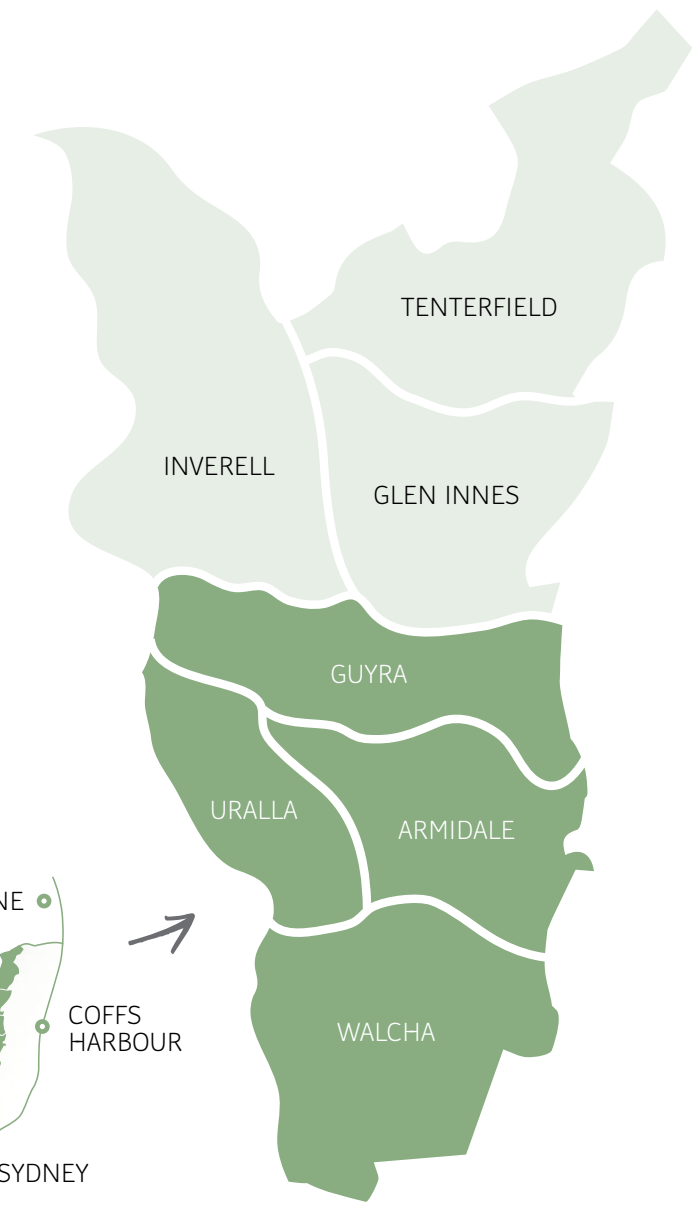 TENTERFIELD
INVERELL
GLEN INNES
GUYRA
URALLA
ARMIDALE
NE
COFFS
HARBOUR
WALCHA
SYDNEY